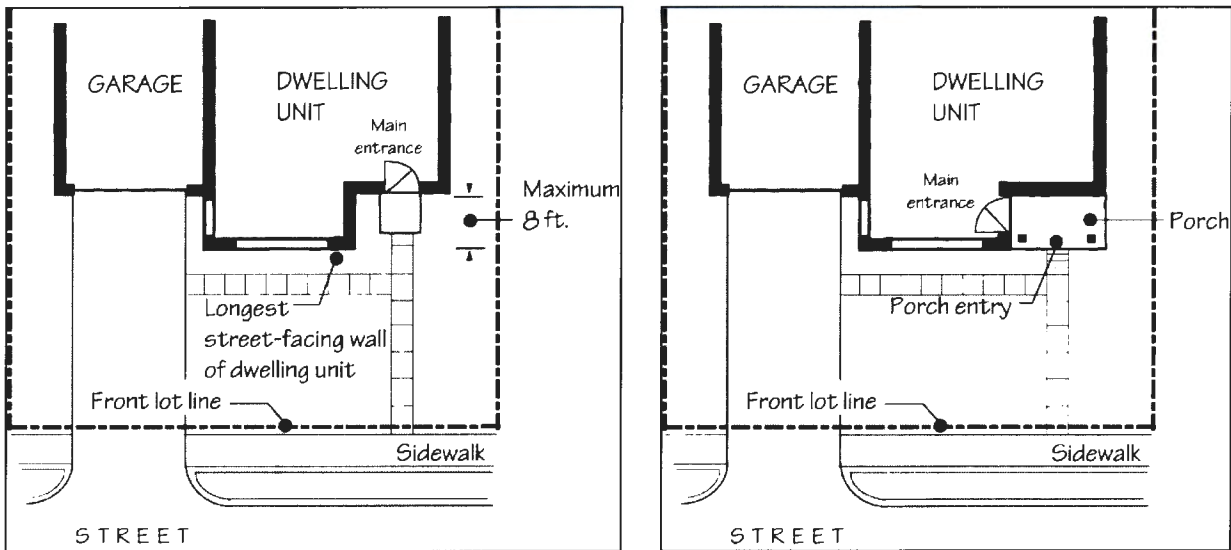 GARAGE
DWELLING
UNIT
Main
entrance
Maximum
8 ft.
Longest
street-facing wall
of dwelling unit
Front lot line
Sidewalk
STREET
GARAGE
DWELLING
UNIT
Main
entrance
Porch
Porch entry
Front lot line
Sidewalk
STREET